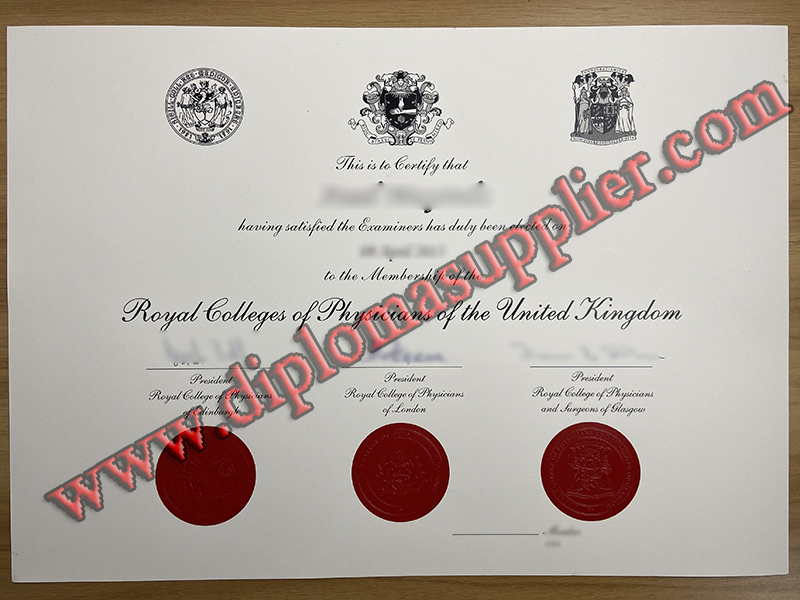 This is to Certify that
having satisfied the Examiners has duly been elected on
to the Membership of the
Royal Colleges of Physicians of the United Kingdom
President
Royal College of Physicians
of Edinburgh
President
Royal College of Physicians
of London
President
Royal College of Physicians
and Surgeons of Glasgow
www.diplomasupplier.com